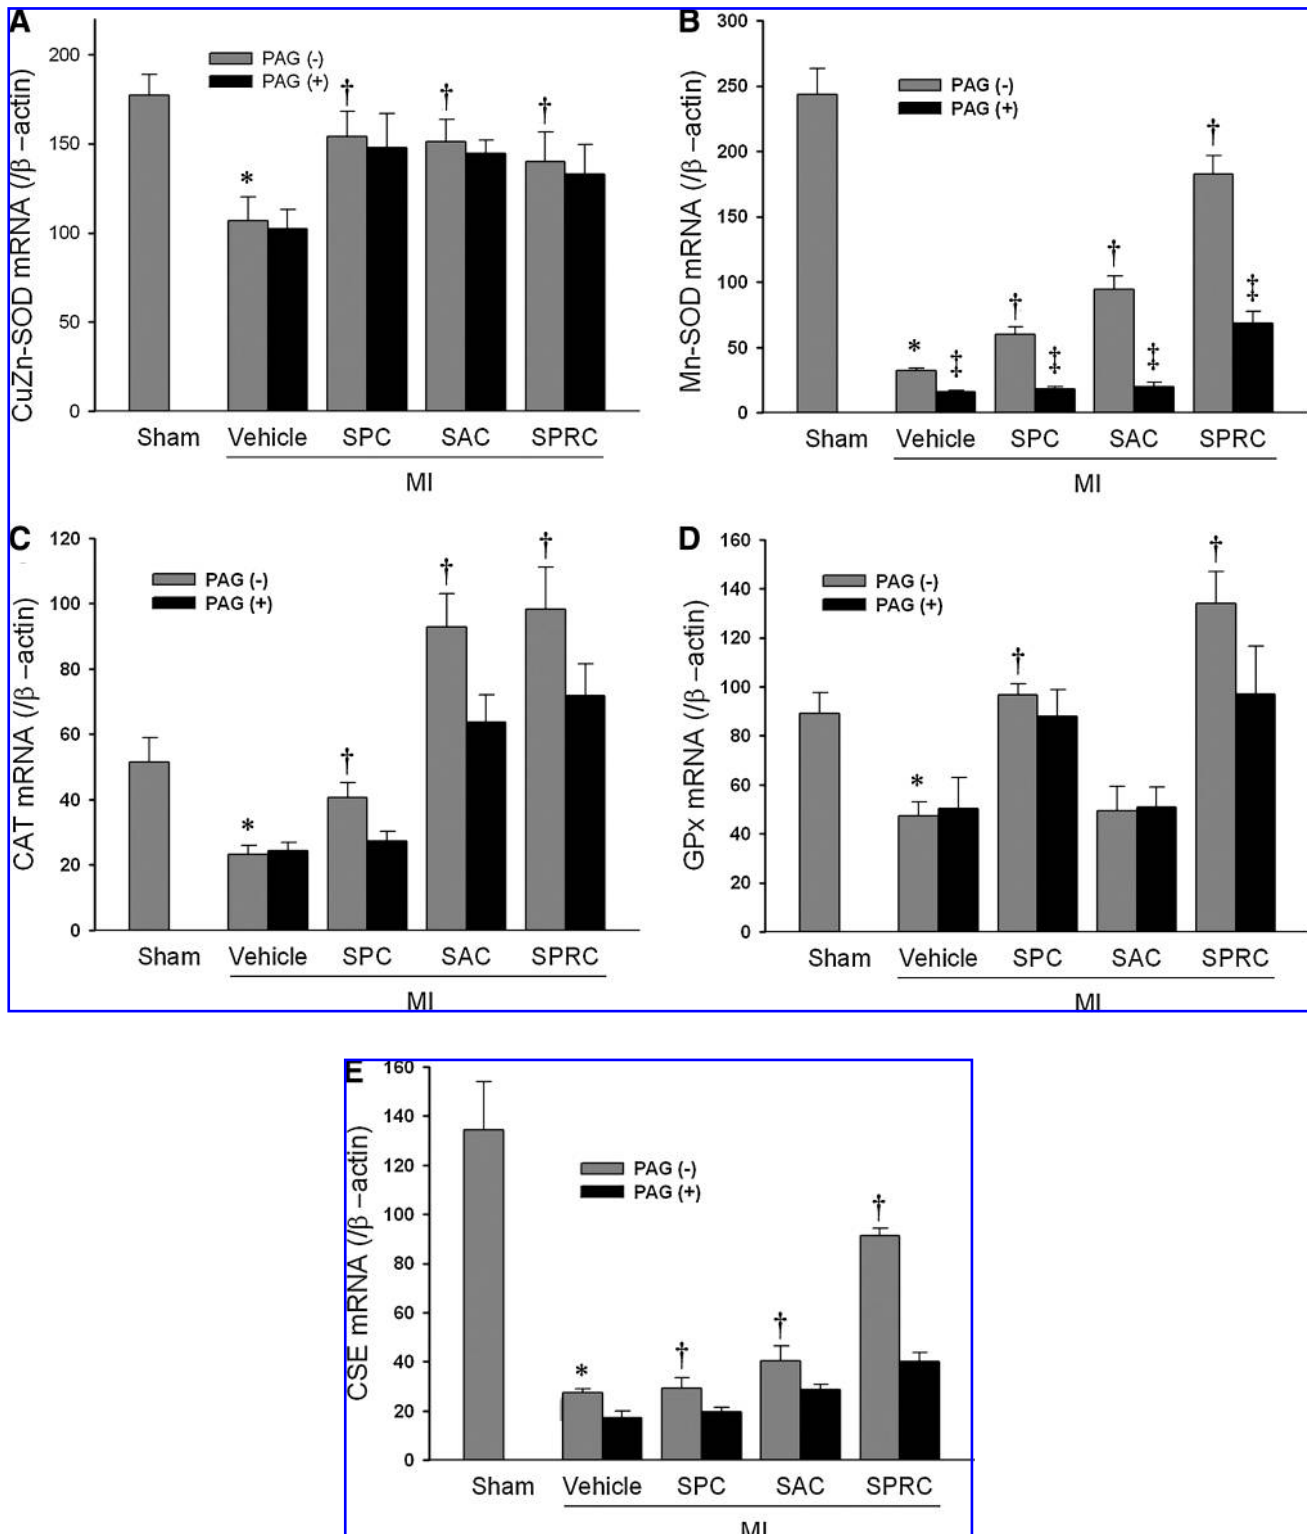 A
CuZn-SOD mRNA (/β –actin)
200
150
100
50
0
PAG (-)
PAG (+)
*
†
†
†
Sham Vehicle SPC SAC SPRC
MI
B
Mn-SOD mRNA (/β –actin)
300
250
200
150
100
50
0
PAG (-)
PAG (+)
*
‡
†
‡
†
‡
†
‡
Sham Vehicle SPC SAC SPRC
MI
C
CAT mRNA (/β –actin)
120
100
80
60
40
20
0
PAG (-)
PAG (+)
*
†
†
†
Sham Vehicle SPC SAC SPRC
MI
D
GPx mRNA (/β –actin)
160
140
120
100
80
60
40
20
0
PAG (-)
PAG (+)
*
†
†
Sham Vehicle SPC SAC SPRC
MI
E
CSE mRNA (/β –actin)
160
140
120
100
80
60
40
20
0
PAG (-)
PAG (+)
*
†
†
†
Sham Vehicle SPC SAC SPRC
MI